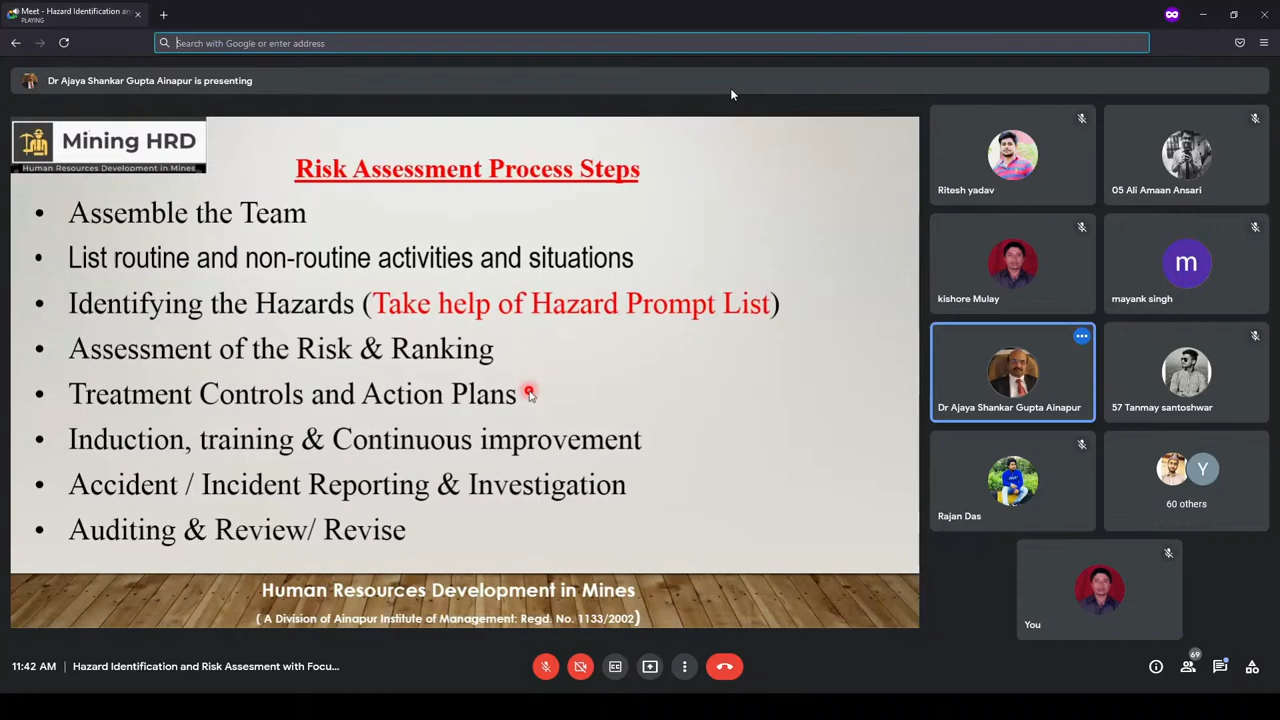 Meet - Hazard Identification an
PLAYING
Search with Google or enter address
Dr Ajaya Shankar Gupta Ainapur is presenting
Mining HRD
Human Resources Development in Mines
Risk Assessment Process Steps
• Assemble the Team
• List routine and non-routine activities and situations
• Identifying the Hazards (Take help of Hazard Prompt List)
• Assessment of the Risk & Ranking
• Treatment Controls and Action Plans
• Induction, training & Continuous improvement
• Accident / Incident Reporting & Investigation
• Auditing & Review/ Revise
Human Resources Development in Mines
( A Division of Ainapur Institute of Management: Regd. No. 1133/2002)
Ritesh yadav
05 Ali Amaan Ansari
kishore Mulay
m
mayank singh
Dr Ajaya Shankar Gupta Ainapur
57 Tanmay santoshwar
Rajan Das
Y
60 others
You
11:42 AM | Hazard Identification and Risk Assesment with Focu...
69